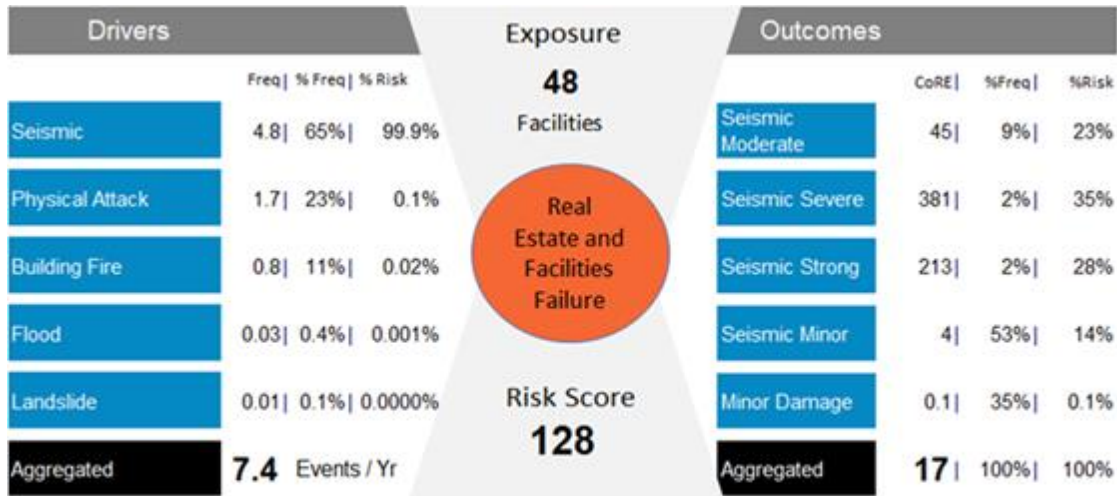 Drivers
Exposure
Outcomes
Freq| % Freq| % Risk
48
CoRE| %Freq| %Risk
Seismic 4.8| 65%| 99.9%
Facilities
Seismic
Moderate 45| 9%| 23%
Physical Attack 1.7| 23%| 0.1%
Real
Estate and
Facilities
Failure
Seismic Severe 381| 2%| 35%
Building Fire 0.8| 11%| 0.02%
Seismic Strong 213| 2%| 28%
Flood 0.03| 0.4%| 0.001%
Seismic Minor 4| 53%| 14%
Landslide 0.01| 0.1%| 0.0000%
Risk Score
128
Minor Damage 0.1| 35%| 0.1%
Aggregated 7.4 Events / Yr
Aggregated 17| 100%| 100%